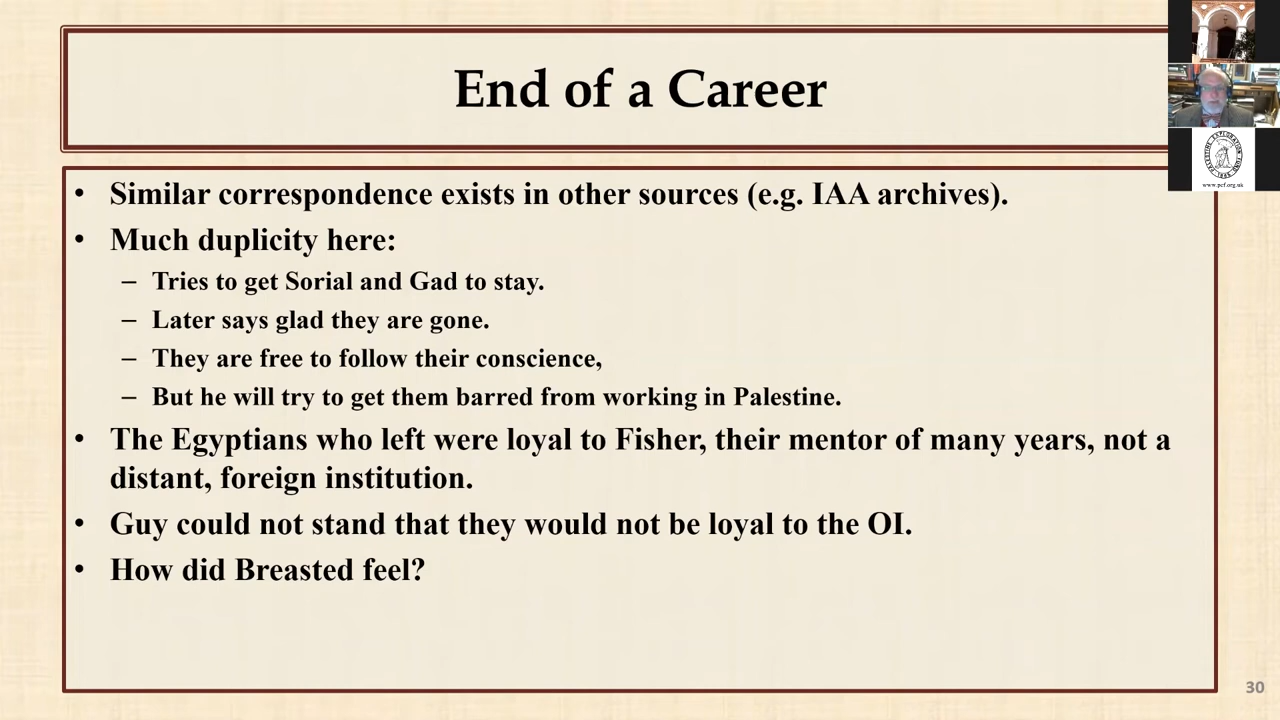 End of a Career
• Similar correspondence exists in other sources (e.g. IAA archives).
• Much duplicity here:
– Tries to get Sorial and Gad to stay.
– Later says glad they are gone.
– They are free to follow their conscience,
– But he will try to get them barred from working in Palestine.
• The Egyptians who left were loyal to Fisher, their mentor of many years, not a
distant, foreign institution.
• Guy could not stand that they would not be loyal to the OI.
• How did Breasted feel?
PALESTINE EXPLORATION FUND
www.pef.org.uk
30